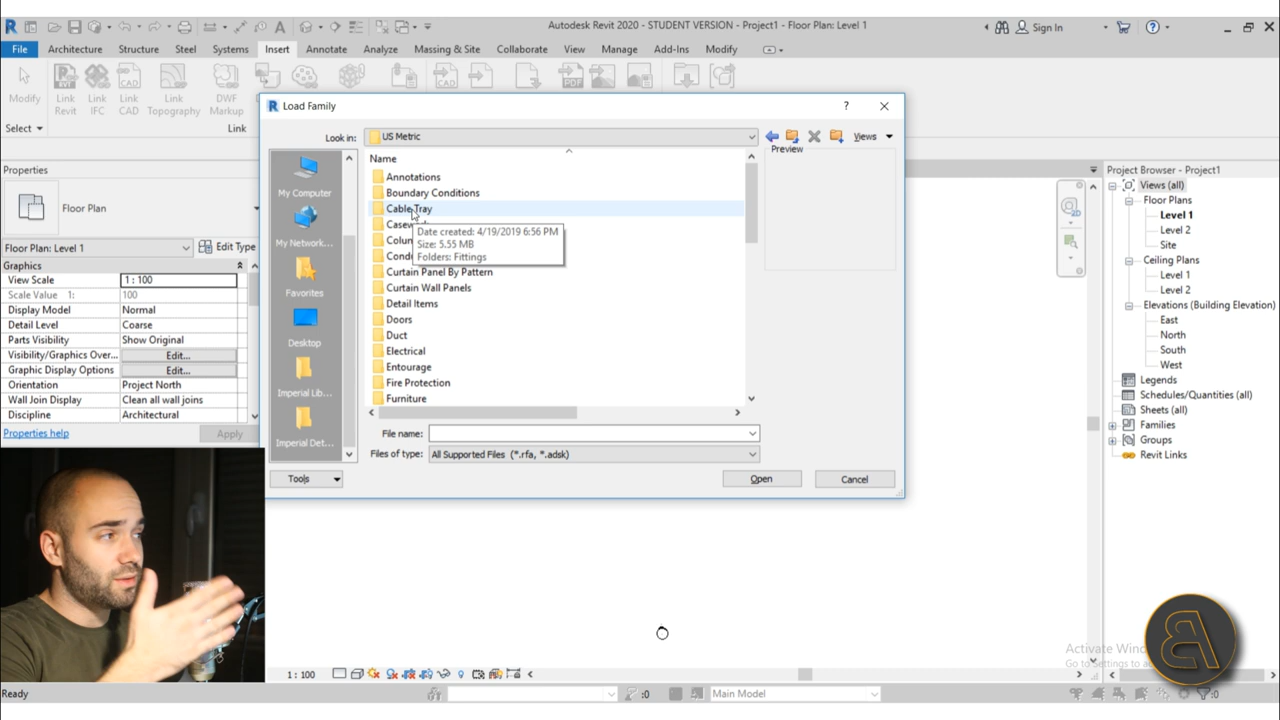 Autodesk Revit 2020 - STUDENT VERSION - Project1 - Floor Plan: Level 1
Sign In
File Architecture Structure Steel Systems Insert Annotate Analyze Massing & Site Collaborate View Manage Add-Ins Modify
Modify
Link Revit
Link IFC
Link CAD
Link Topography
DWF Markup
Select
Link
Load Family
Look in:
US Metric
Views
Preview
Name
Annotations
Boundary Conditions
Cable Tray
Curtain Panel By Pattern
Curtain Wall Panels
Detail Items
Doors
Duct
Electrical
Entourage
Fire Protection
Furniture
Date created: 4/19/2019 6:56 PM
Size: 5.55 MB
Folders: Fittings
My Computer
My Network...
Favorites
Desktop
Imperial Lib...
Imperial Det...
File name:
Files of type: All Supported Files (*.rfa, *.adsk)
Tools
Open
Cancel
Properties
Floor Plan
Floor Plan: Level 1
Edit Type
Graphics
View Scale 1 : 100
Scale Value 1: 100
Display Model Normal
Detail Level Coarse
Parts Visibility Show Original
Visibility/Graphics Over... Edit...
Graphic Display Options Edit...
Orientation Project North
Wall Join Display Clean all wall joins
Discipline Architectural
Properties help
Apply
Project Browser - Project1
Views (all)
Floor Plans
Level 1
Level 2
Site
Ceiling Plans
Level 1
Level 2
Elevations (Building Elevation)
East
North
South
West
Legends
Schedules/Quantities (all)
Sheets (all)
Families
Groups
Revit Links
1 : 100
Ready
:0
Main Model
:0